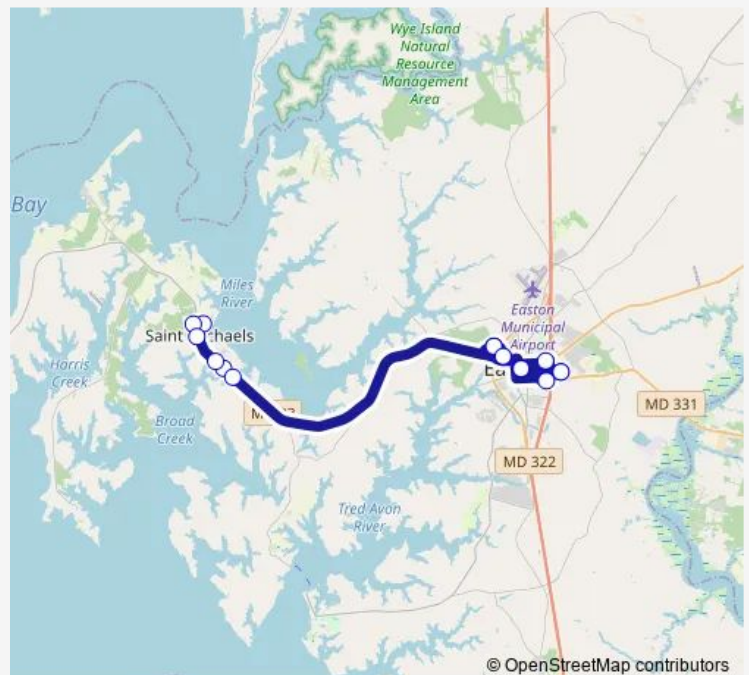 Wye Island
Natural
Resource
Management
Area
Bay
Miles
River
Easton
Municipal
Airport
Saint
chaels
Harris
Creek
Ea
MD 331
Broad
Creek
MD 322
Tred Avon
River
© OpenStreetMap contributors